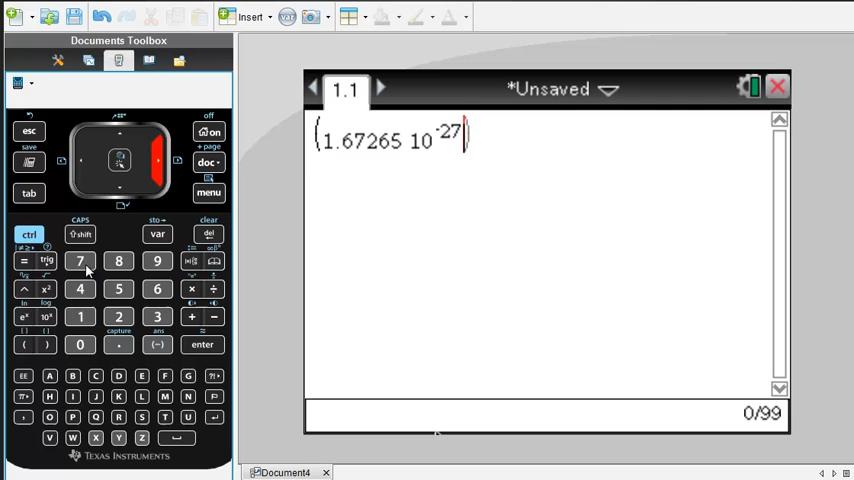 Insert
var
Documents Toolbox
1.1
*Unsaved
(1.67265 10⁻²⁷)
0/99
off
esc
on
save
+ page
doc
tab
menu
CAPS
sto→
clear
ctrl
⇧shift
var
del
= trig 7 8 9
^ x² 4 5 6 × ÷
ln log
eˣ 10ˣ 1 2 3 + −
[ ] { } capture ans ≈
( ) 0 . (−) enter
EE A B C D E F G ?!▸
π▸ H I J K L M N
, O P Q R S T U
V W X Y Z
TEXAS INSTRUMENTS
Document4